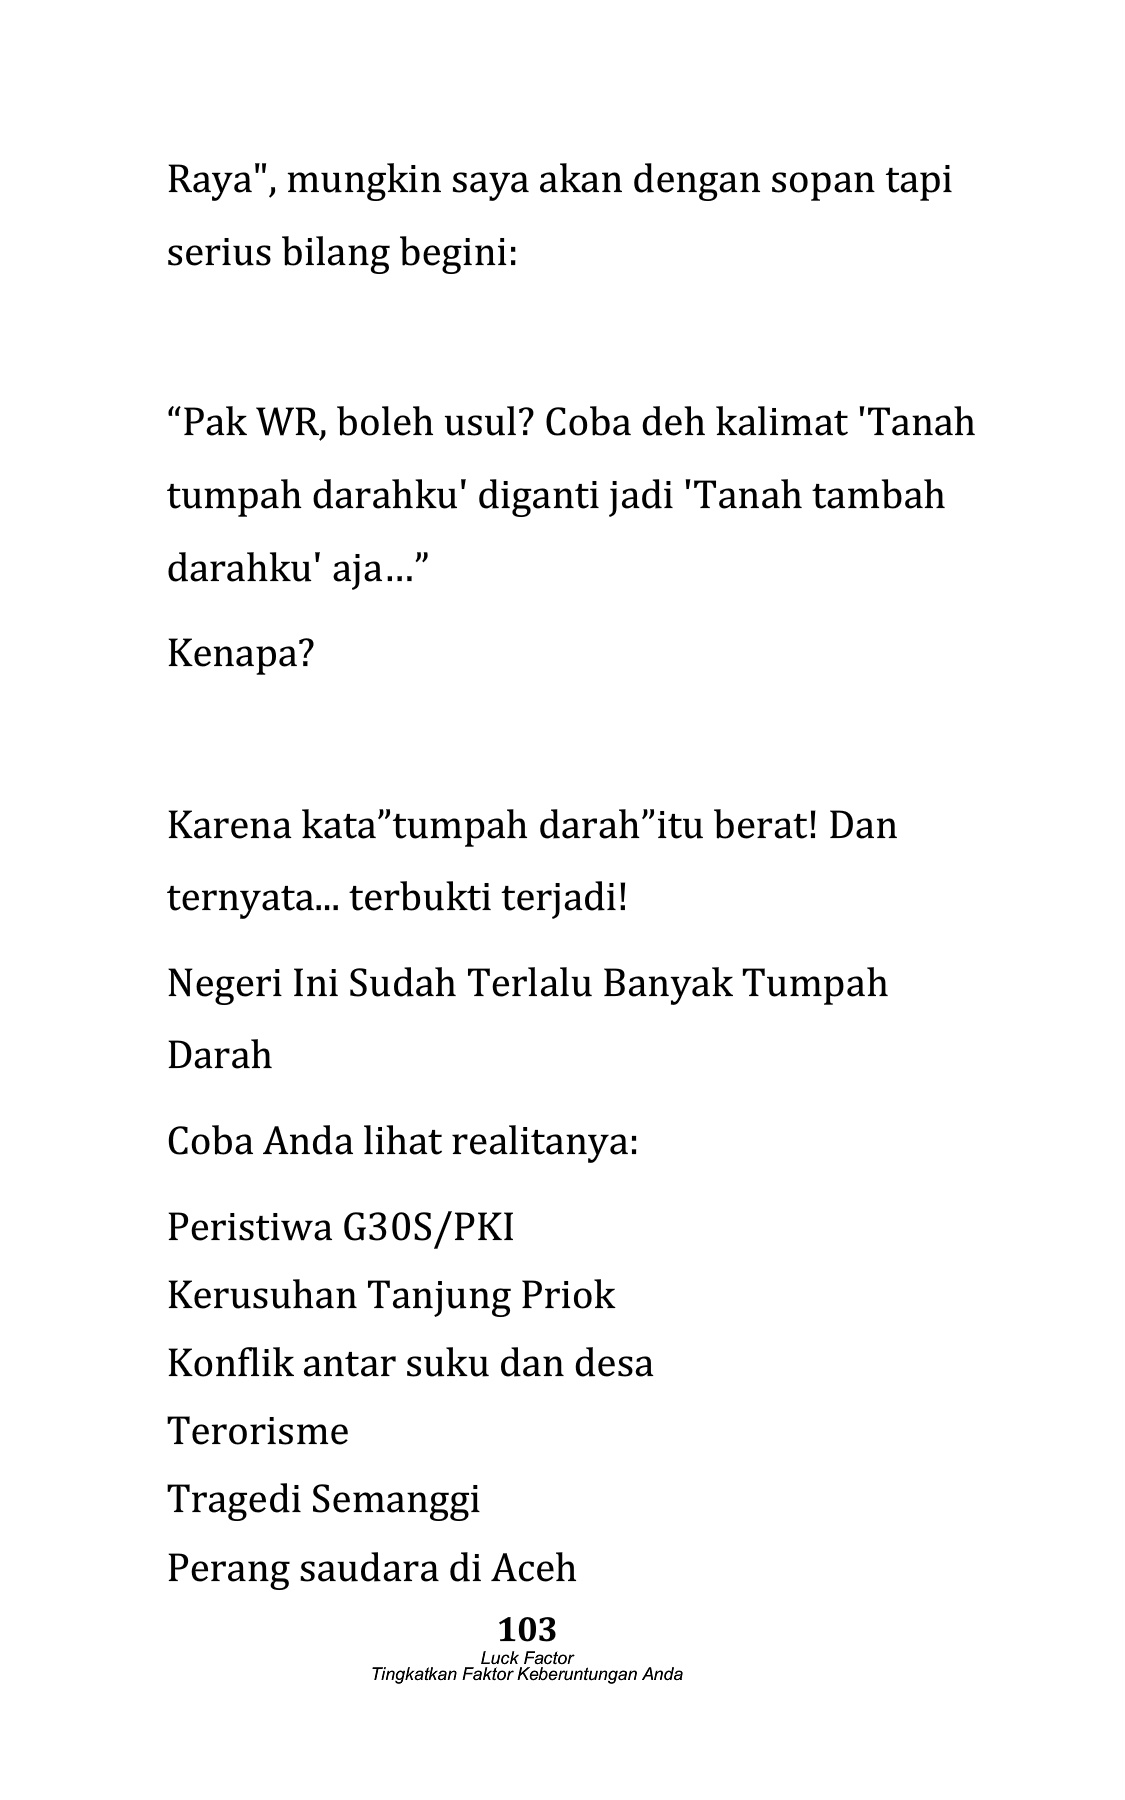 Raya", mungkin saya akan dengan sopan tapi
serius bilang begini:
“Pak WR, boleh usul? Coba deh kalimat 'Tanah
tumpah darahku' diganti jadi 'Tanah tambah
darahku' aja…”
Kenapa?
Karena kata”tumpah darah”itu berat! Dan
ternyata... terbukti terjadi!
Negeri Ini Sudah Terlalu Banyak Tumpah
Darah
Coba Anda lihat realitanya:
Peristiwa G30S/PKI
Kerusuhan Tanjung Priok
Konflik antar suku dan desa
Terorisme
Tragedi Semanggi
Perang saudara di Aceh
103
Luck Factor
Tingkatkan Faktor Keberuntungan Anda